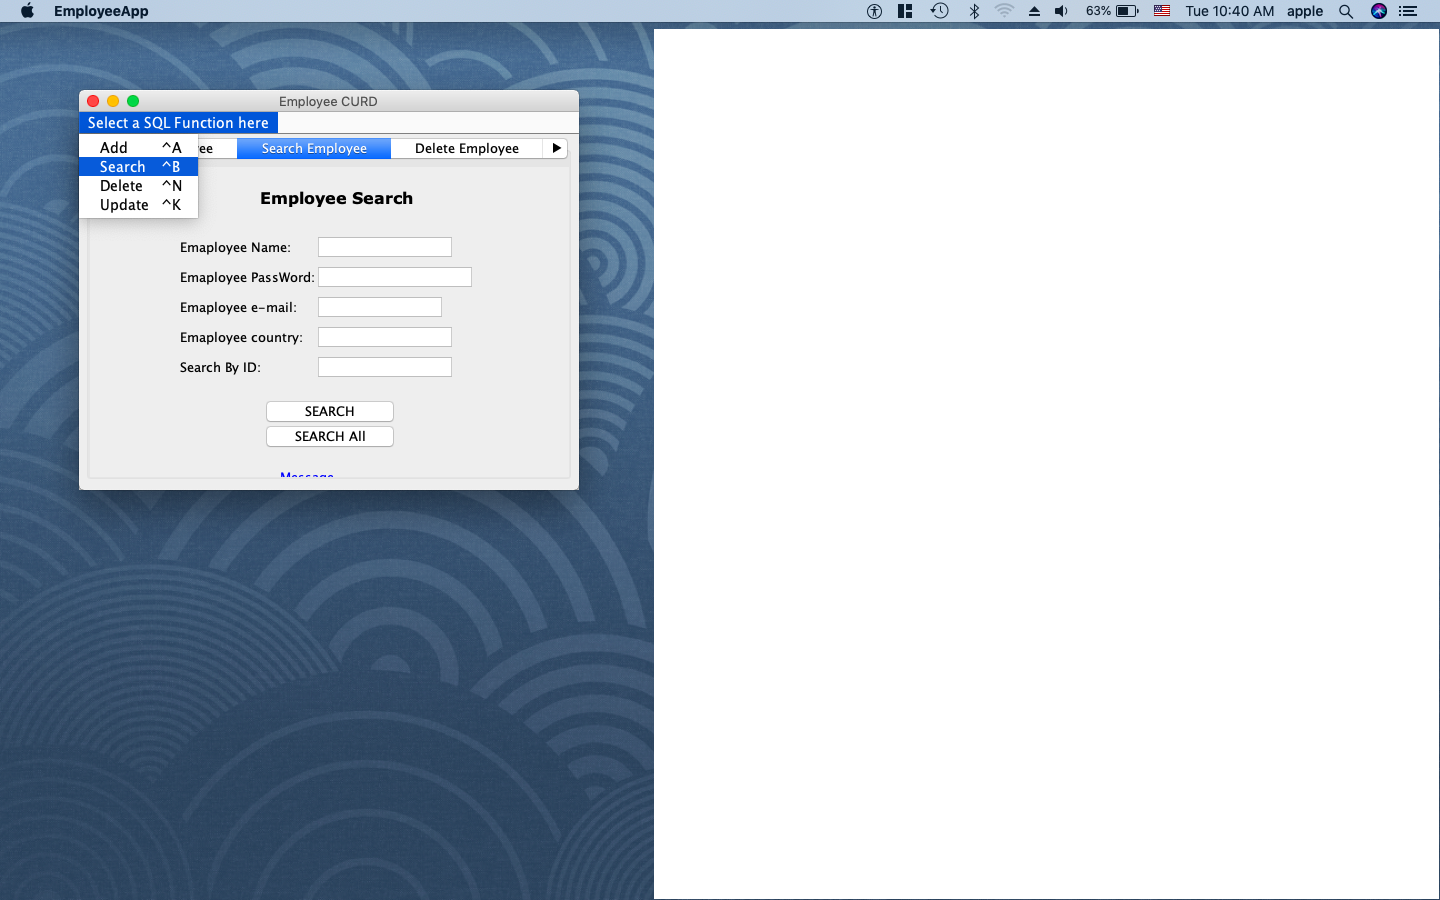 EmployeeApp
63%
Tue 10:40 AM
apple
Employee CURD
Select a SQL Function here
Add ^A
Search ^B
Delete ^N
Update ^K
ee
Search Employee
Delete Employee
Employee Search
Emaployee Name:
Emaployee PassWord:
Emaployee e-mail:
Emaployee country:
Search By ID:
SEARCH
SEARCH All
Message